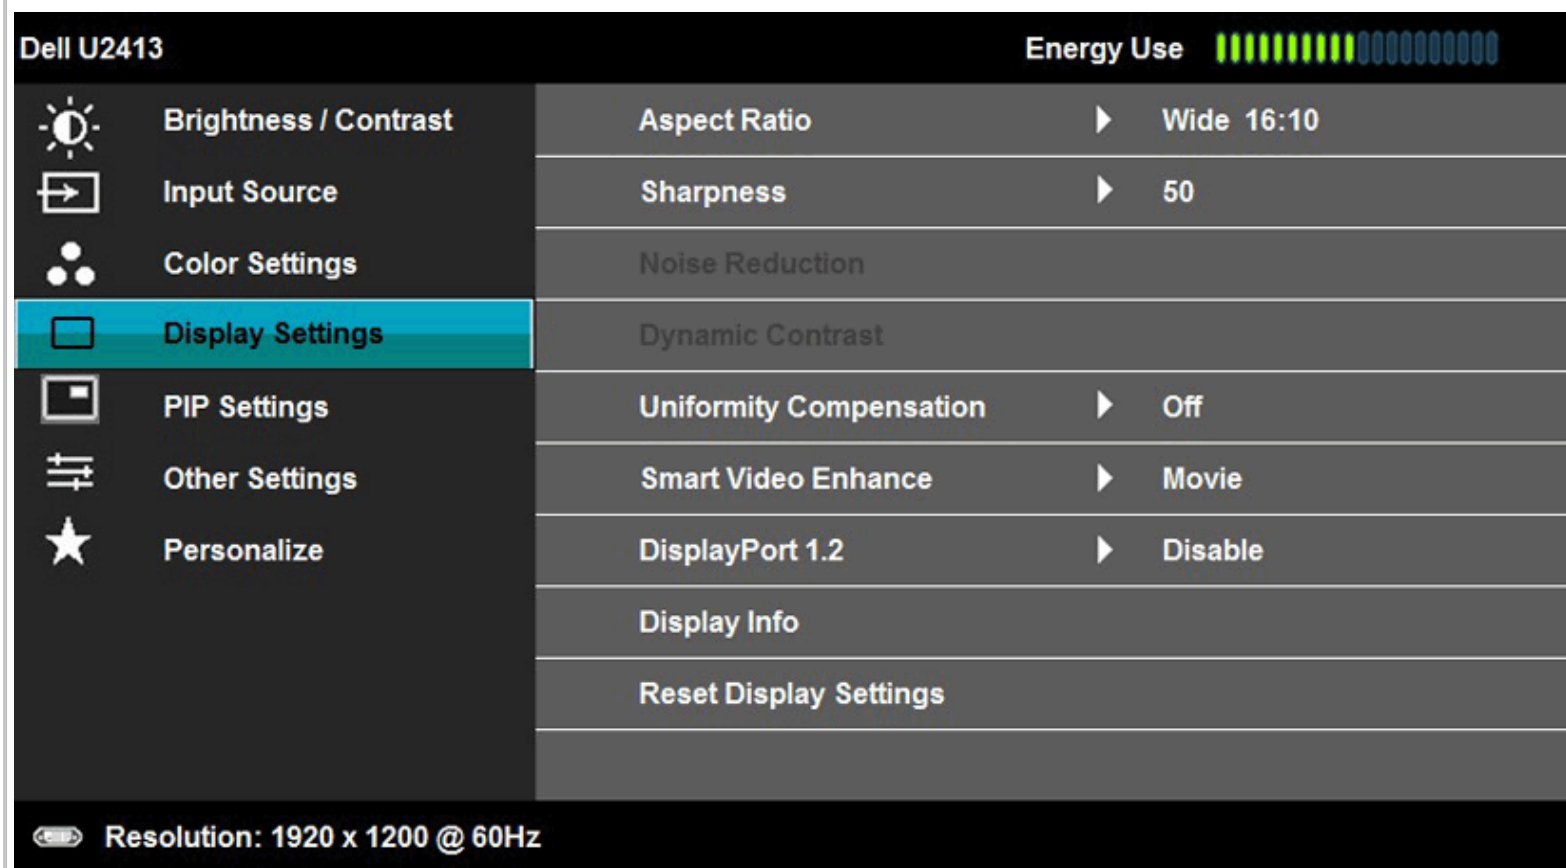 Dell U2413 Energy Use
Brightness / Contrast Aspect Ratio Wide 16:10
Input Source Sharpness 50
Color Settings Noise Reduction
Display Settings Dynamic Contrast
PIP Settings Uniformity Compensation Off
Other Settings Smart Video Enhance Movie
Personalize DisplayPort 1.2 Disable
Display Info
Reset Display Settings
Resolution: 1920 x 1200 @ 60Hz